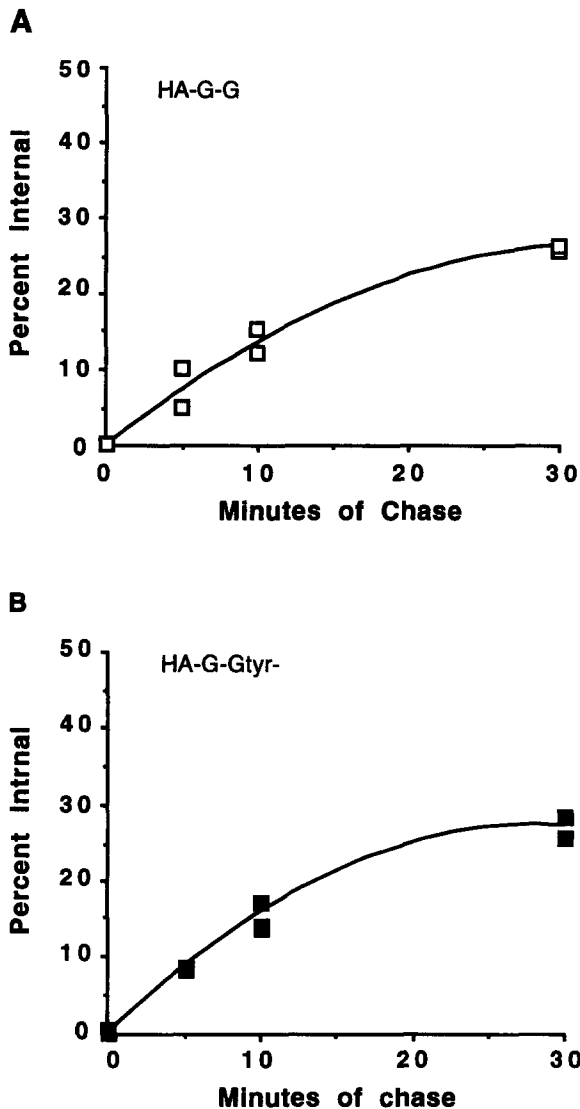 A
HA-G-G
Percent Internal
50
40
30
20
10
0
0 10 20 30
Minutes of Chase
B
HA-G-Gtyr-
Percent Intrnal
50
40
30
20
10
0
0 10 20 30
Minutes of chase